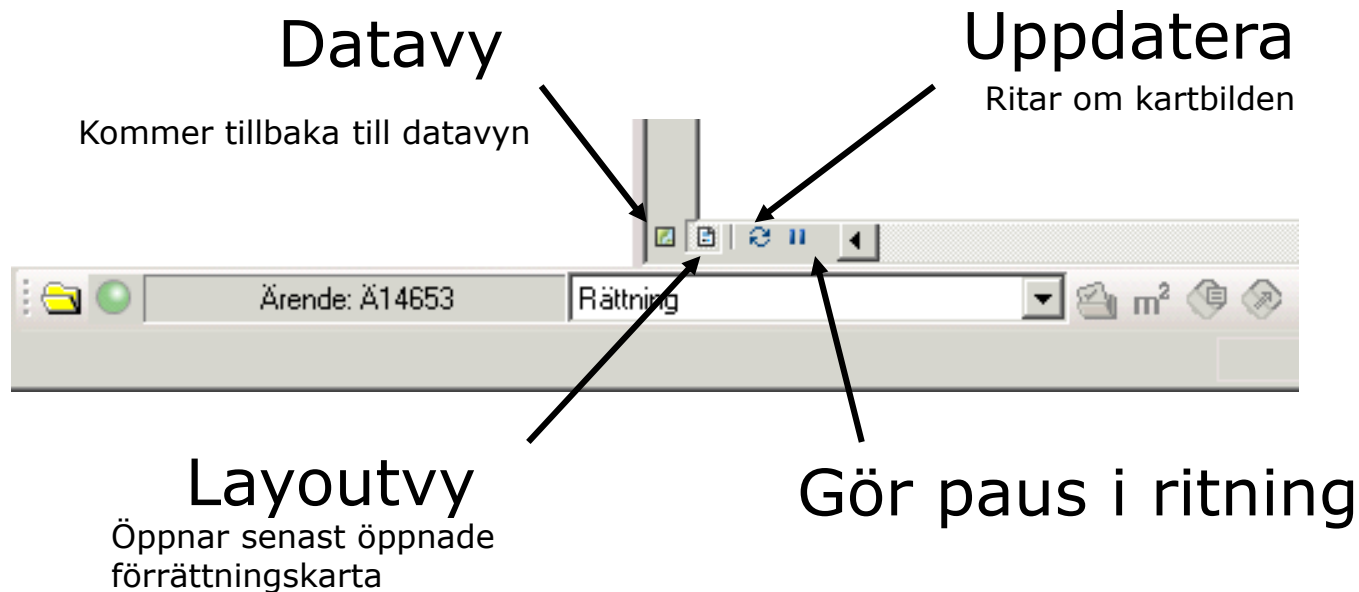 Datavy
Kommer tillbaka till datavyn
Uppdatera
Ritar om kartbilden
Ärende: Ä14653
Rättning
m²
Layoutvy
Öppnar senast öppnade
förrättningskarta
Gör paus i ritning